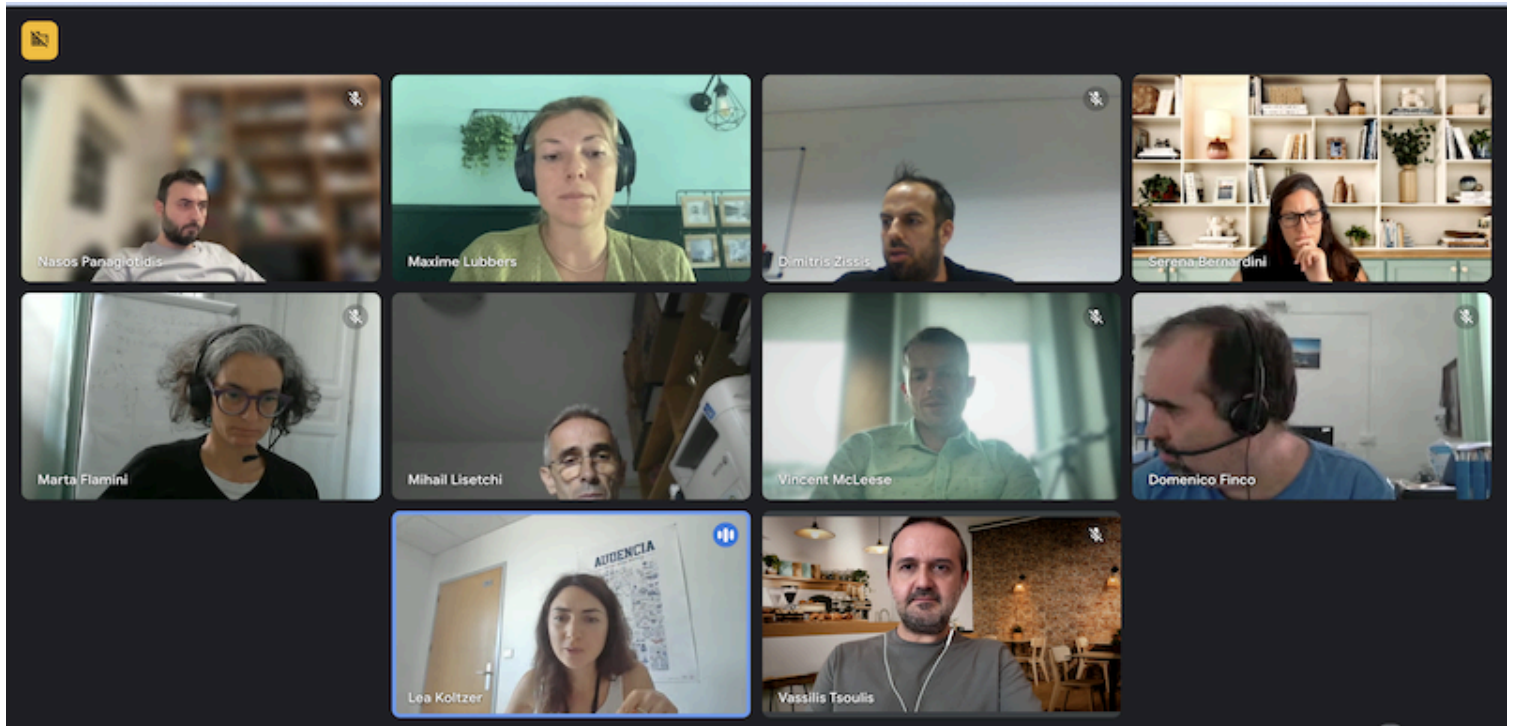 Nasos Panagiotidis
Maxime Lubbers
Dimitris Zissis
Serena Bernardini
Marta Flamini
Mihail Lisetchi
Vincent McLeese
Domenico Finco
AUDENCIA
Lea Koltzer
Vassilis Tsoulis